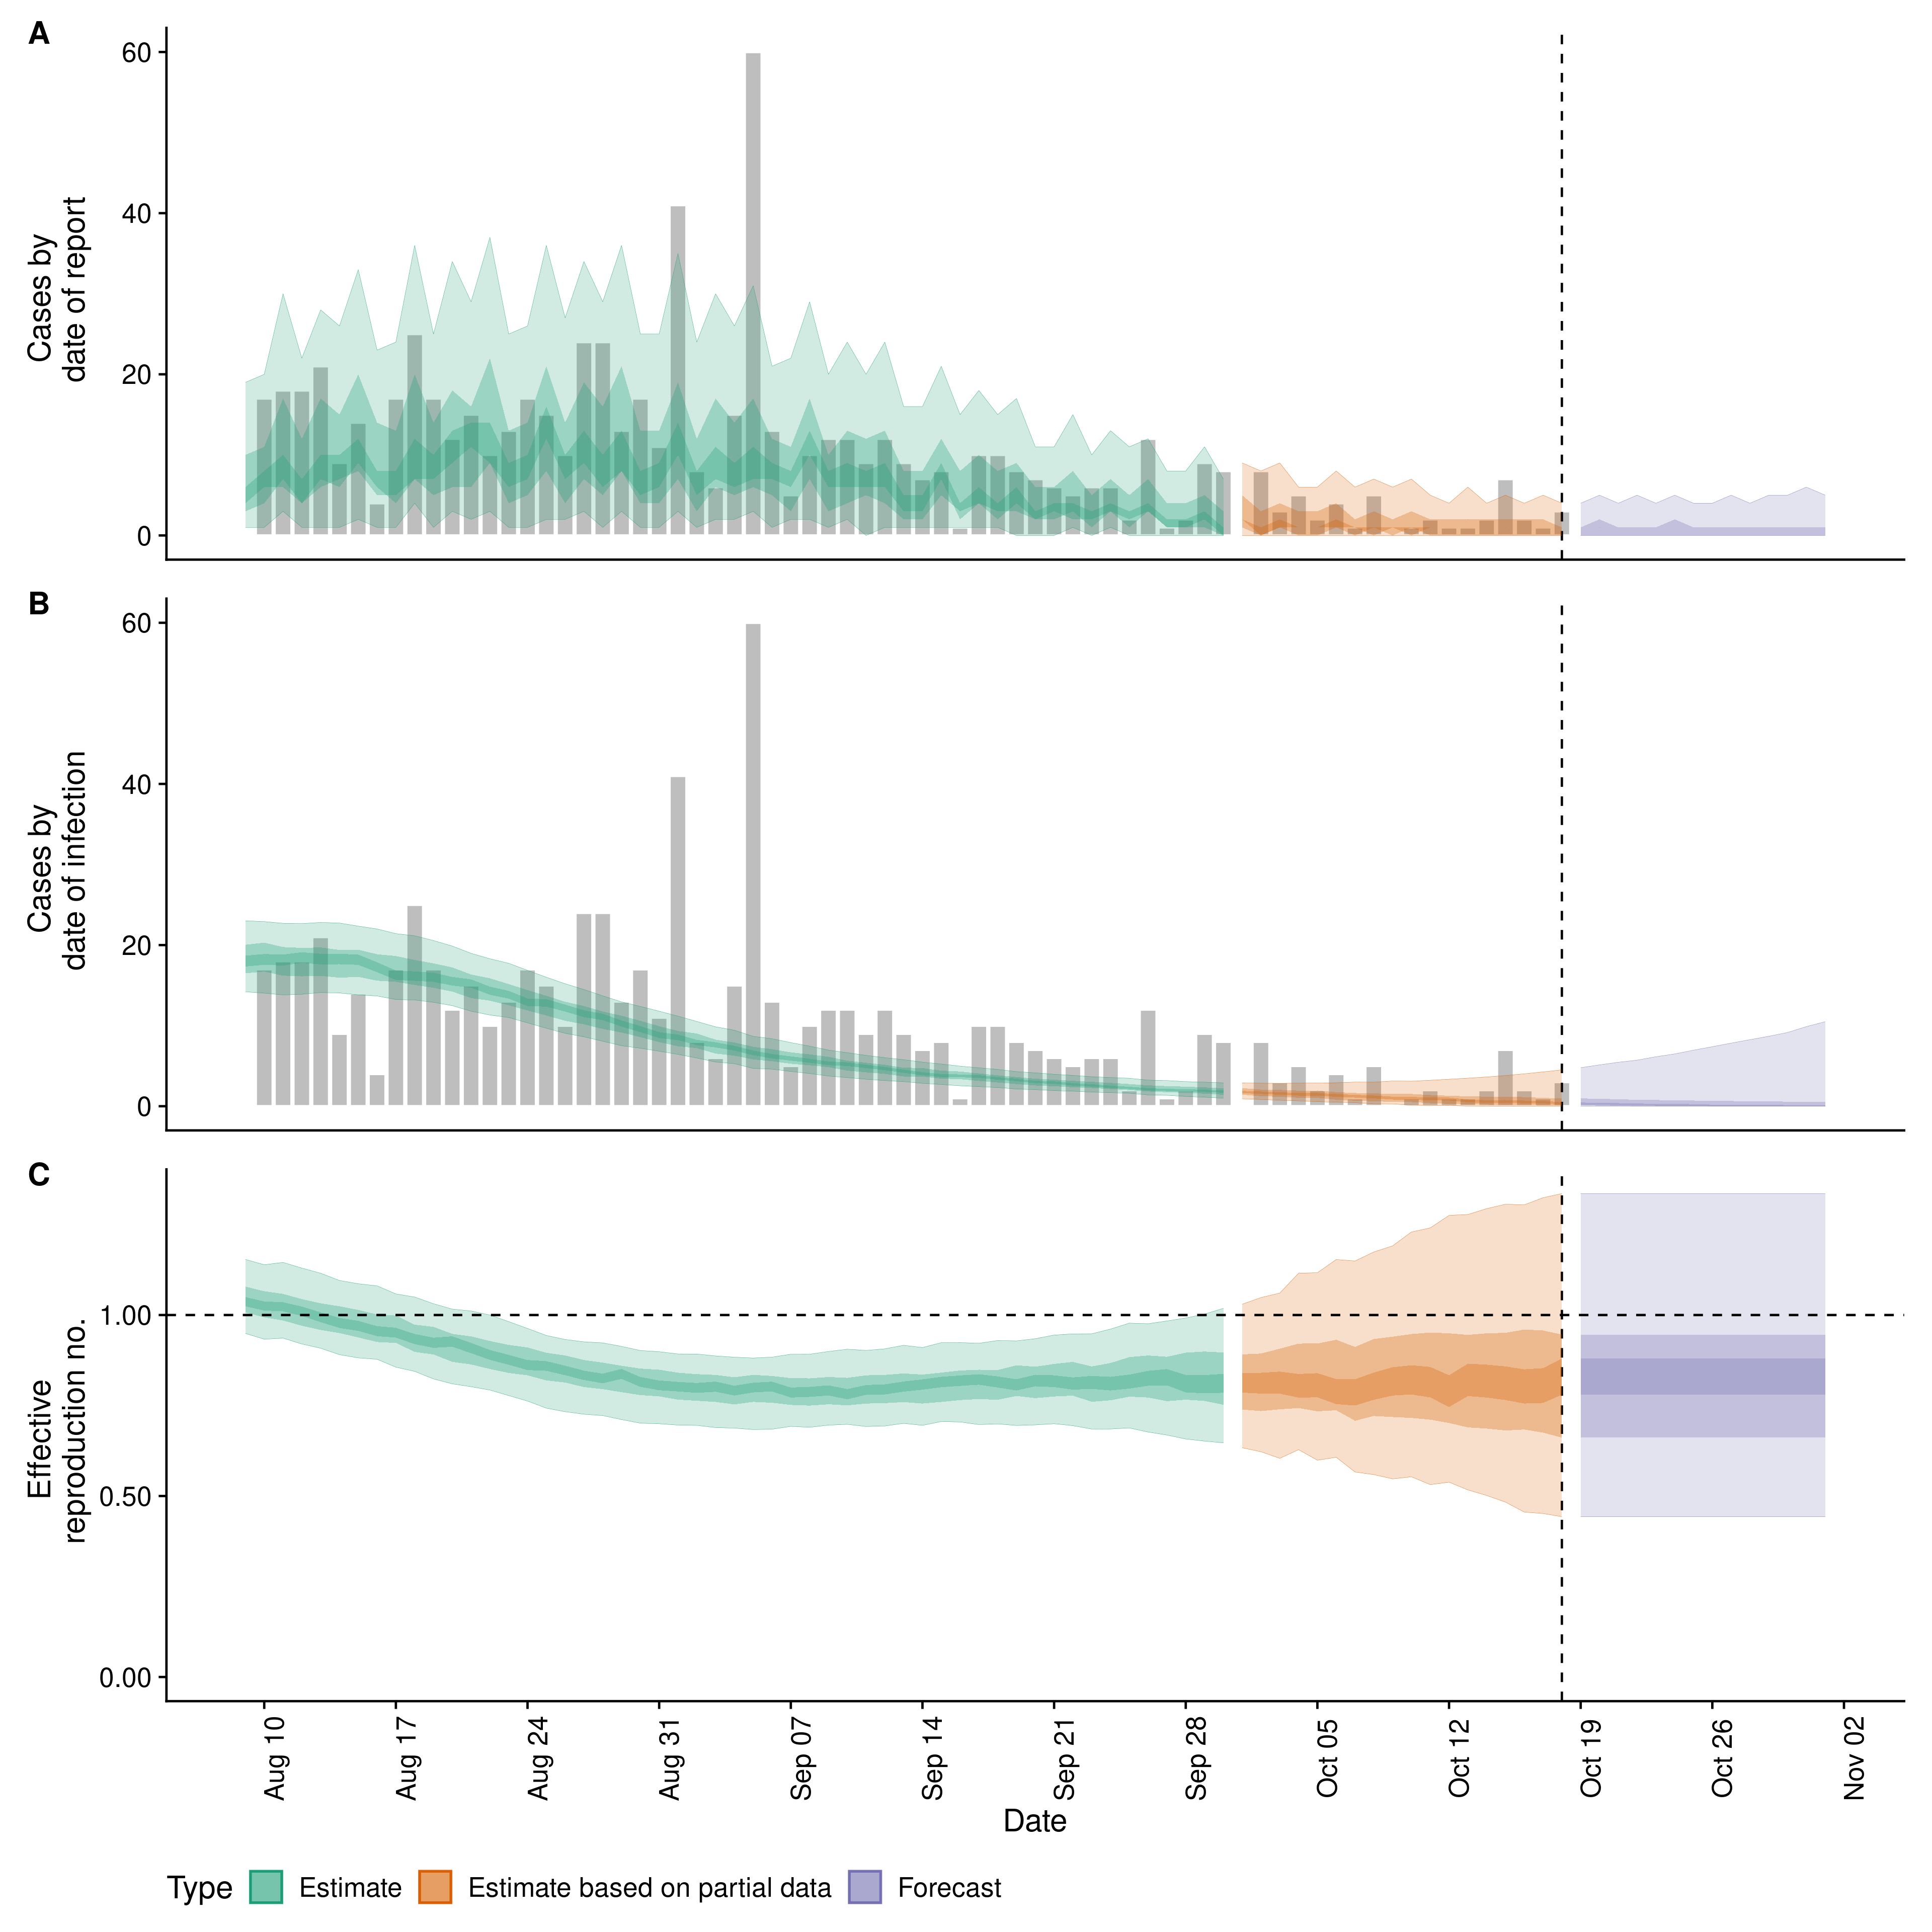 A
Cases by
date of report
60
40
20
0
B
Cases by
date of infection
60
40
20
0
C
Effective
reproduction no.
1.00
0.50
0.00
Aug 10
Aug 17
Aug 24
Aug 31
Sep 07
Sep 14
Sep 21
Sep 28
Oct 05
Oct 12
Oct 19
Oct 26
Nov 02
Date
Type Estimate Estimate based on partial data Forecast